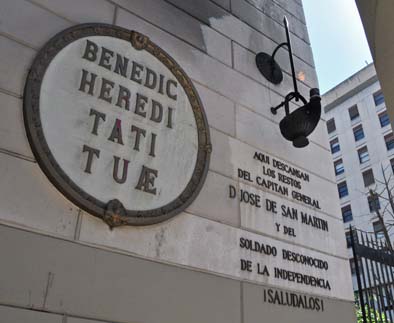 BENEDIC
HEREDI
TATI
TUÆ
AQUI DESCANSAN
LOS RESTOS
DEL CAPITAN GENERAL
D JOSE DE SAN MARTIN
Y DEL
SOLDADO DESCONOCIDO
DE LA INDEPENDENCIA
¡SALUDALOS!